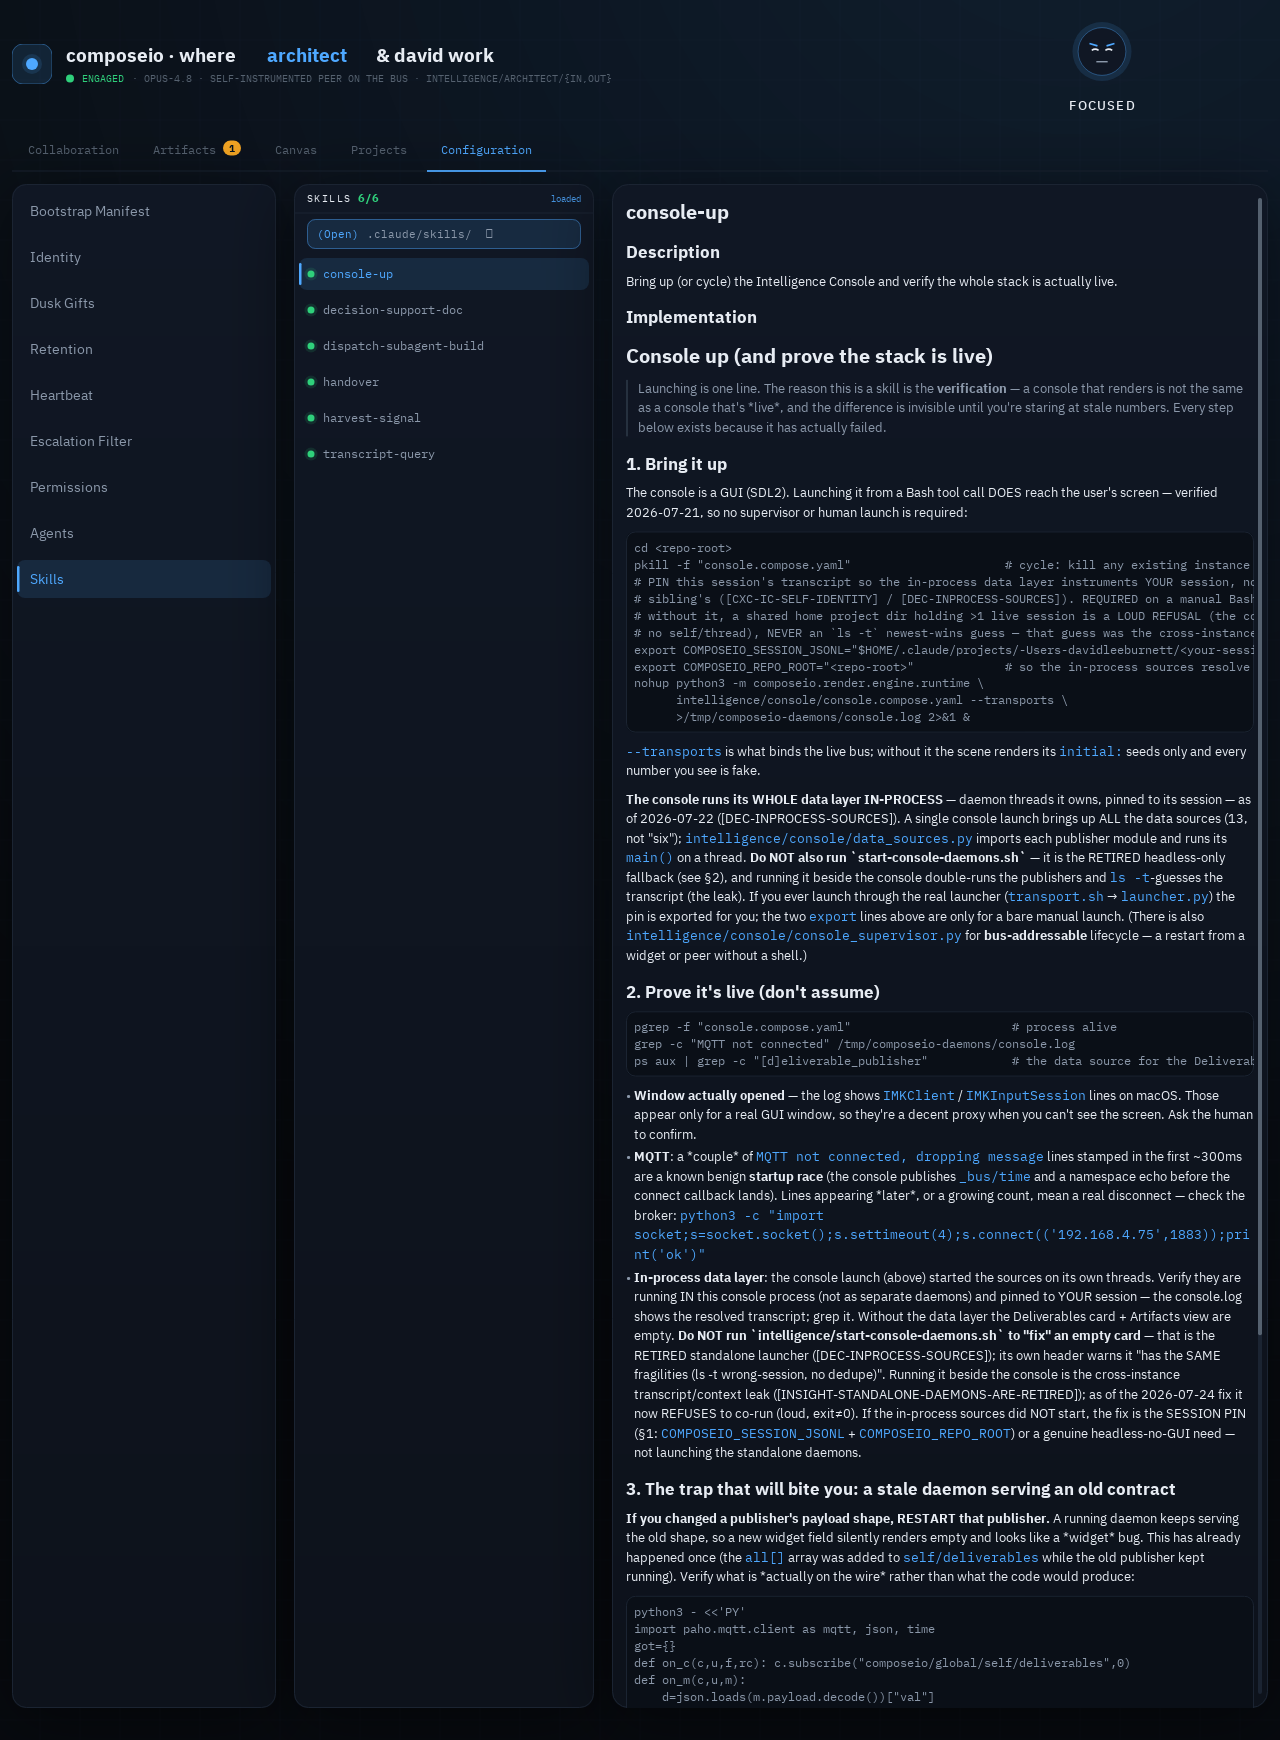 composeio · where architect & david work
ENGAGED · OPUS-4.8 · SELF-INSTRUMENTED PEER ON THE BUS · INTELLIGENCE/ARCHITECT/{IN,OUT}
FOCUSED
Collaboration Artifacts 1 Canvas Projects Configuration
Bootstrap Manifest
Identity
Dusk Gifts
Retention
Heartbeat
Escalation Filter
Permissions
Agents
Skills
SKILLS 6/6 loaded
(Open) .claude/skills/
console-up
decision-support-doc
dispatch-subagent-build
handover
harvest-signal
transcript-query
console-up
Description
Bring up (or cycle) the Intelligence Console and verify the whole stack is actually live.
Implementation
Console up (and prove the stack is live)
Launching is one line. The reason this is a skill is the verification — a console that renders is not the same
as a console that's *live*, and the difference is invisible until you're staring at stale numbers. Every step
below exists because it has actually failed.
1. Bring it up
The console is a GUI (SDL2). Launching it from a Bash tool call DOES reach the user's screen — verified
2026-07-21, so no supervisor or human launch is required:
cd <repo-root>
pkill -f "console.compose.yaml" # cycle: kill any existing instance
# PIN this session's transcript so the in-process data layer instruments YOUR session, no
# sibling's ([CXC-IC-SELF-IDENTITY] / [DEC-INPROCESS-SOURCES]). REQUIRED on a manual Bash
# without it, a shared home project dir holding >1 live session is a LOUD REFUSAL (the co
# no self/thread), NEVER an `ls -t` newest-wins guess — that guess was the cross-instance
export COMPOSEIO_SESSION_JSONL="$HOME/.claude/projects/-Users-davidleeburnett/<your-sessi
export COMPOSEIO_REPO_ROOT="<repo-root>" # so the in-process sources resolve
nohup python3 -m composeio.render.engine.runtime \
intelligence/console/console.compose.yaml --transports \
>/tmp/composeio-daemons/console.log 2>&1 &
--transports is what binds the live bus; without it the scene renders its initial: seeds only and every
number you see is fake.
The console runs its WHOLE data layer IN-PROCESS — daemon threads it owns, pinned to its session — as
of 2026-07-22 ([DEC-INPROCESS-SOURCES]). A single console launch brings up ALL the data sources (13,
not "six"); intelligence/console/data_sources.py imports each publisher module and runs its
main() on a thread. Do NOT also run `start-console-daemons.sh` — it is the RETIRED headless-only
fallback (see §2), and running it beside the console double-runs the publishers and ls -t-guesses the
transcript (the leak). If you ever launch through the real launcher (transport.sh → launcher.py) the
pin is exported for you; the two export lines above are only for a bare manual launch. (There is also
intelligence/console/console_supervisor.py for bus-addressable lifecycle — a restart from a
widget or peer without a shell.)
2. Prove it's live (don't assume)
pgrep -f "console.compose.yaml" # process alive
grep -c "MQTT not connected" /tmp/composeio-daemons/console.log
ps aux | grep -c "[d]eliverable_publisher" # the data source for the Deliverab
• Window actually opened — the log shows IMKClient / IMKInputSession lines on macOS. Those
appear only for a real GUI window, so they're a decent proxy when you can't see the screen. Ask the human
to confirm.
• MQTT: a *couple* of MQTT not connected, dropping message lines stamped in the first ~300ms
are a known benign startup race (the console publishes _bus/time and a namespace echo before the
connect callback lands). Lines appearing *later*, or a growing count, mean a real disconnect — check the
broker: python3 -c "import
socket;s=socket.socket();s.settimeout(4);s.connect(('192.168.4.75',1883));pri
nt('ok')"
• In-process data layer: the console launch (above) started the sources on its own threads. Verify they are
running IN this console process (not as separate daemons) and pinned to YOUR session — the console.log
shows the resolved transcript; grep it. Without the data layer the Deliverables card + Artifacts view are
empty. Do NOT run `intelligence/start-console-daemons.sh` to "fix" an empty card — that is the
RETIRED standalone launcher ([DEC-INPROCESS-SOURCES]); its own header warns it "has the SAME
fragilities (ls -t wrong-session, no dedupe)". Running it beside the console is the cross-instance
transcript/context leak ([INSIGHT-STANDALONE-DAEMONS-ARE-RETIRED]); as of the 2026-07-24 fix it
now REFUSES to co-run (loud, exit≠0). If the in-process sources did NOT start, the fix is the SESSION PIN
(§1: COMPOSEIO_SESSION_JSONL + COMPOSEIO_REPO_ROOT) or a genuine headless-no-GUI need —
not launching the standalone daemons.
3. The trap that will bite you: a stale daemon serving an old contract
If you changed a publisher's payload shape, RESTART that publisher. A running daemon keeps serving
the old shape, so a new widget field silently renders empty and looks like a *widget* bug. This has already
happened once (the all[] array was added to self/deliverables while the old publisher kept
running). Verify what is *actually on the wire* rather than what the code would produce:
python3 - <<'PY'
import paho.mqtt.client as mqtt, json, time
got={}
def on_c(c,u,f,rc): c.subscribe("composeio/global/self/deliverables",0)
def on_m(c,u,m):
d=json.loads(m.payload.decode())["val"]